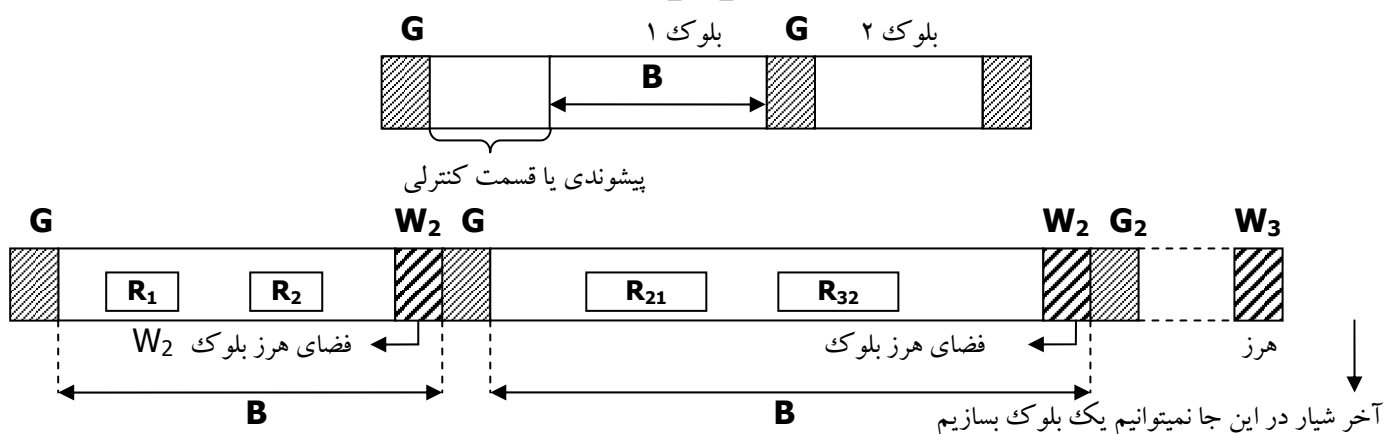 G بلوک ۱ G بلوک ۲
B
پیشوندی یا قسمت کنترلی
G W₂ G W₂ G₂ W₃
R₁ R₂ R₂₁ R₃₂
فضای هرز بلوک W₂ فضای هرز بلوک هرز
B B
آخر شیار در این جا نمیتوانیم یک بلوک بسازیم